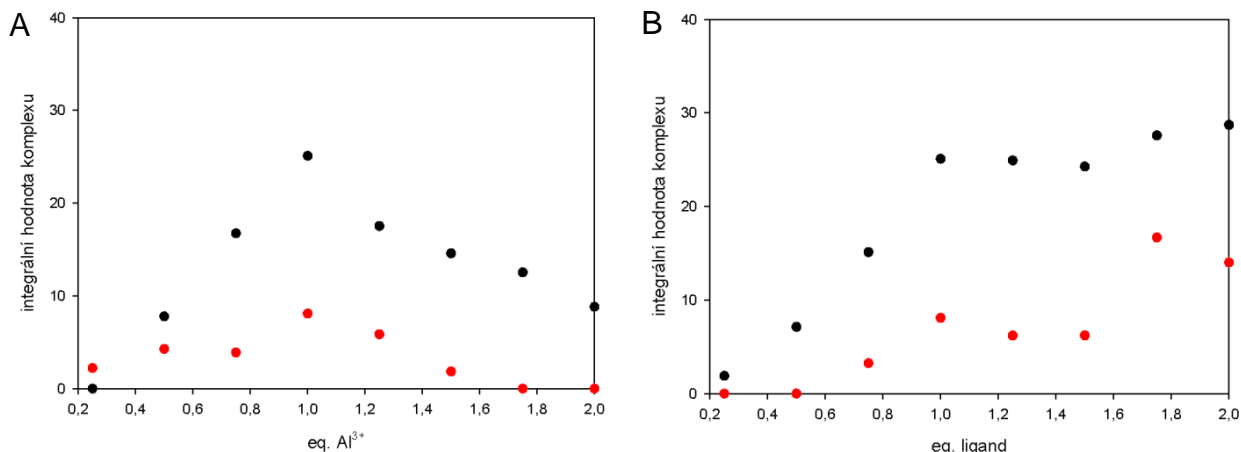 A
integrální hodnota komplexu
40
30
20
10
0
0,2 0,4 0,6 0,8 1,0 1,2 1,4 1,6 1,8 2,0
eq. Al³⁺
B
integrální hodnota komplexu
40
30
20
10
0
0,2 0,4 0,6 0,8 1,0 1,2 1,4 1,6 1,8 2,0
eq. ligand